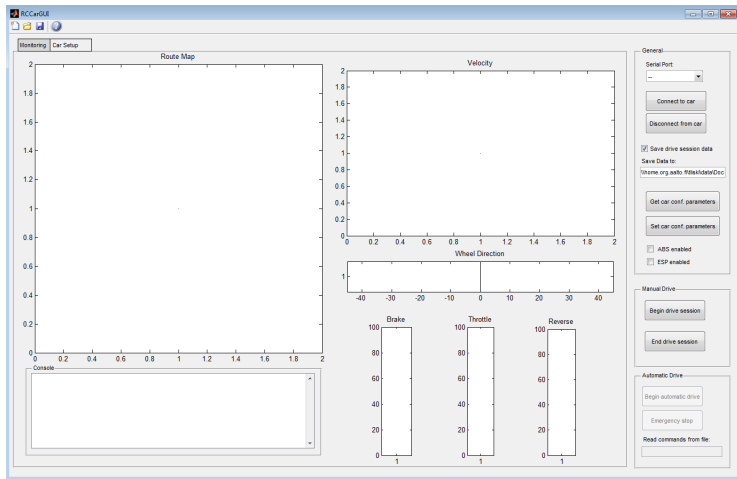 RCCarGUI
Monitoring Car Setup
Route Map
2
1.8
1.6
1.4
1.2
1
0.8
0.6
0.4
0.2
0
0 0.2 0.4 0.6 0.8 1 1.2 1.4 1.6 1.8 2
Console
Velocity
2
1.8
1.6
1.4
1.2
1
0.8
0.6
0.4
0.2
0
0 0.2 0.4 0.6 0.8 1 1.2 1.4 1.6 1.8 2
Wheel Direction
1
-40 -30 -20 -10 0 10 20 30 40
Brake
100
80
60
40
20
0
1
Throttle
100
80
60
40
20
0
1
Reverse
100
80
60
40
20
0
1
General
Serial Port:
--
Connect to car
Disconnect from car
Save drive session data
Save Data to:
\\home.org.aalto.fi\tliski\data\Doc
Get car conf. parameters
Set car conf. parameters
ABS enabled
ESP enabled
Manual Drive
Begin drive session
End drive session
Automatic Drive
Begin automatic drive
Emergency stop
Read commands from file: